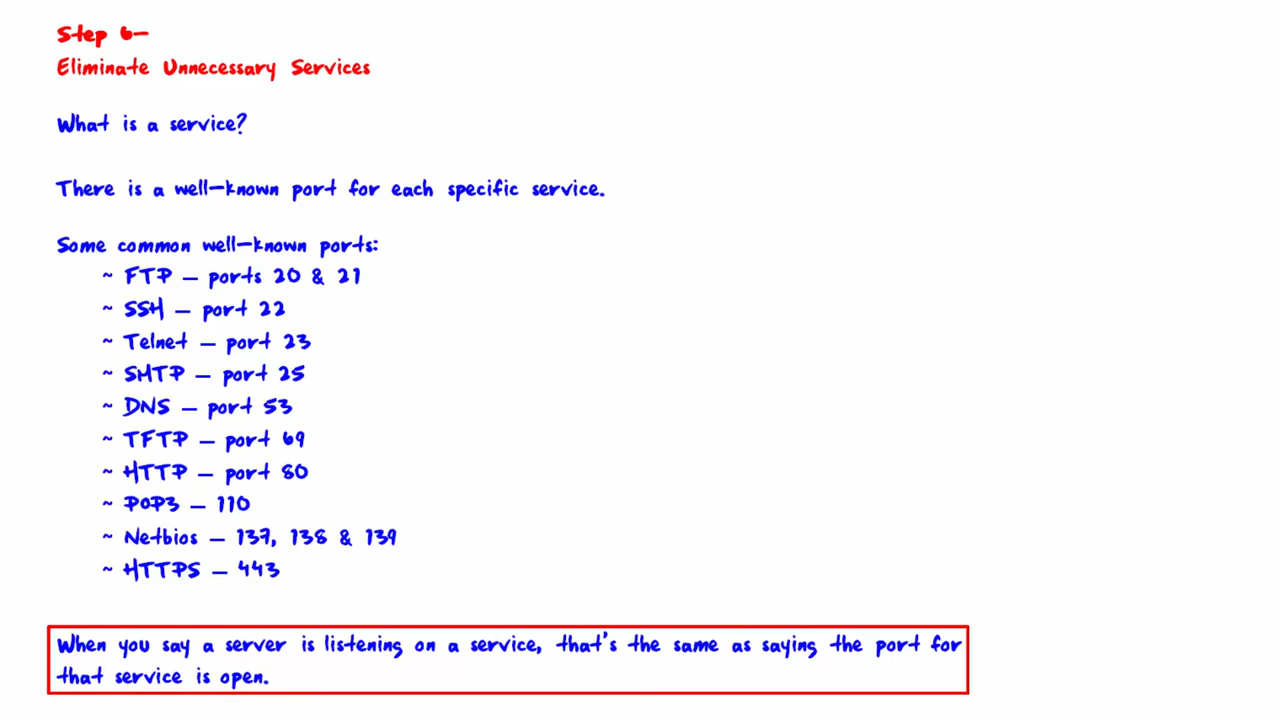 Step 6-
Eliminate Unnecessary Services
What is a service?
There is a well-known port for each specific service.
Some common well-known ports:
~ FTP – ports 20 & 21
~ SSH – port 22
~ Telnet – port 23
~ SMTP – port 25
~ DNS – port 53
~ TFTP – port 69
~ HTTP – port 80
~ POP3 – 110
~ Netbios – 137, 138 & 139
~ HTTPS – 443
When you say a server is listening on a service, that's the same as saying the port for
that service is open.